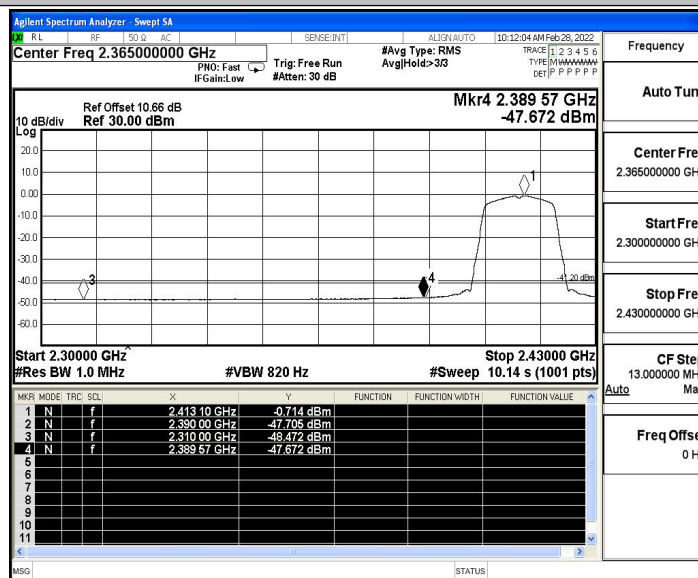 Agilent Spectrum Analyzer - Swept SA
LXI RL RF 50 Ω AC SENSE:INT ALIGN AUTO 10:12:04 AM Feb 28, 2022
Center Freq 2.365000000 GHz #Avg Type: RMS TRACE 1 2 3 4 5 6
PNO: Fast Trig: Free Run Avg|Hold:>3/3 TYPE M WWWWW
IFGain:Low #Atten: 30 dB DET P P P P P P
Ref Offset 10.66 dB Mkr4 2.389 57 GHz
10 dB/div Ref 30.00 dBm -47.672 dBm
Log
20.0
10.0
0.00
-10.0
-20.0
-30.0
-40.0
-50.0
-60.0
1
3
4
-41.20 dBm
Start 2.30000 GHz Stop 2.43000 GHz
#Res BW 1.0 MHz #VBW 820 Hz #Sweep 10.14 s (1001 pts)
MKR MODE TRC SCL X Y FUNCTION FUNCTION WIDTH FUNCTION VALUE
1 N f 2.413 10 GHz -0.714 dBm
2 N f 2.390 00 GHz -47.705 dBm
3 N f 2.310 00 GHz -48.472 dBm
4 N f 2.389 57 GHz -47.672 dBm
5
6
7
8
9
10
11
MSG STATUS
Frequency
Auto Tun
Center Fre
2.365000000 GH
Start Fre
2.300000000 GH
Stop Fre
2.430000000 GH
CF Ste
13.000000 MH
Auto Ma
Freq Offse
0 H